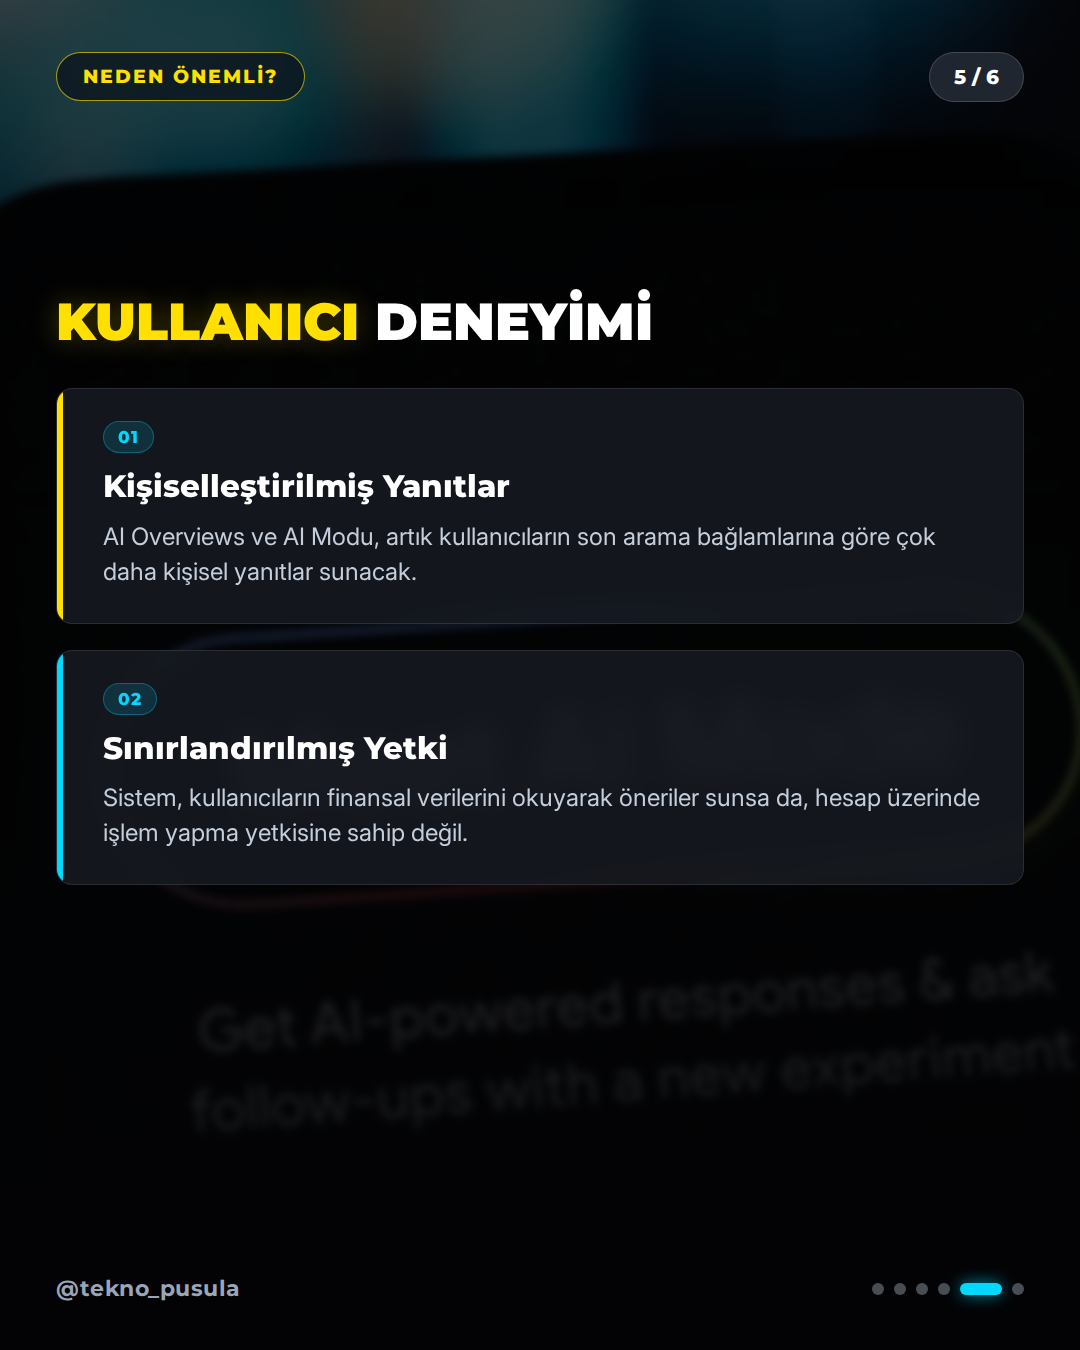 NEDEN ÖNEMLİ?
5 / 6
KULLANICI DENEYİMİ
01
Kişiselleştirilmiş Yanıtlar
AI Overviews ve AI Modu, artık kullanıcıların son arama bağlamlarına göre çok
daha kişisel yanıtlar sunacak.
02
Sınırlandırılmış Yetki
Sistem, kullanıcıların finansal verilerini okuyarak öneriler sunsa da, hesap üzerinde
işlem yapma yetkisine sahip değil.
Get AI-powered responses & ask
follow-ups with a new experiment
@tekno_pusula